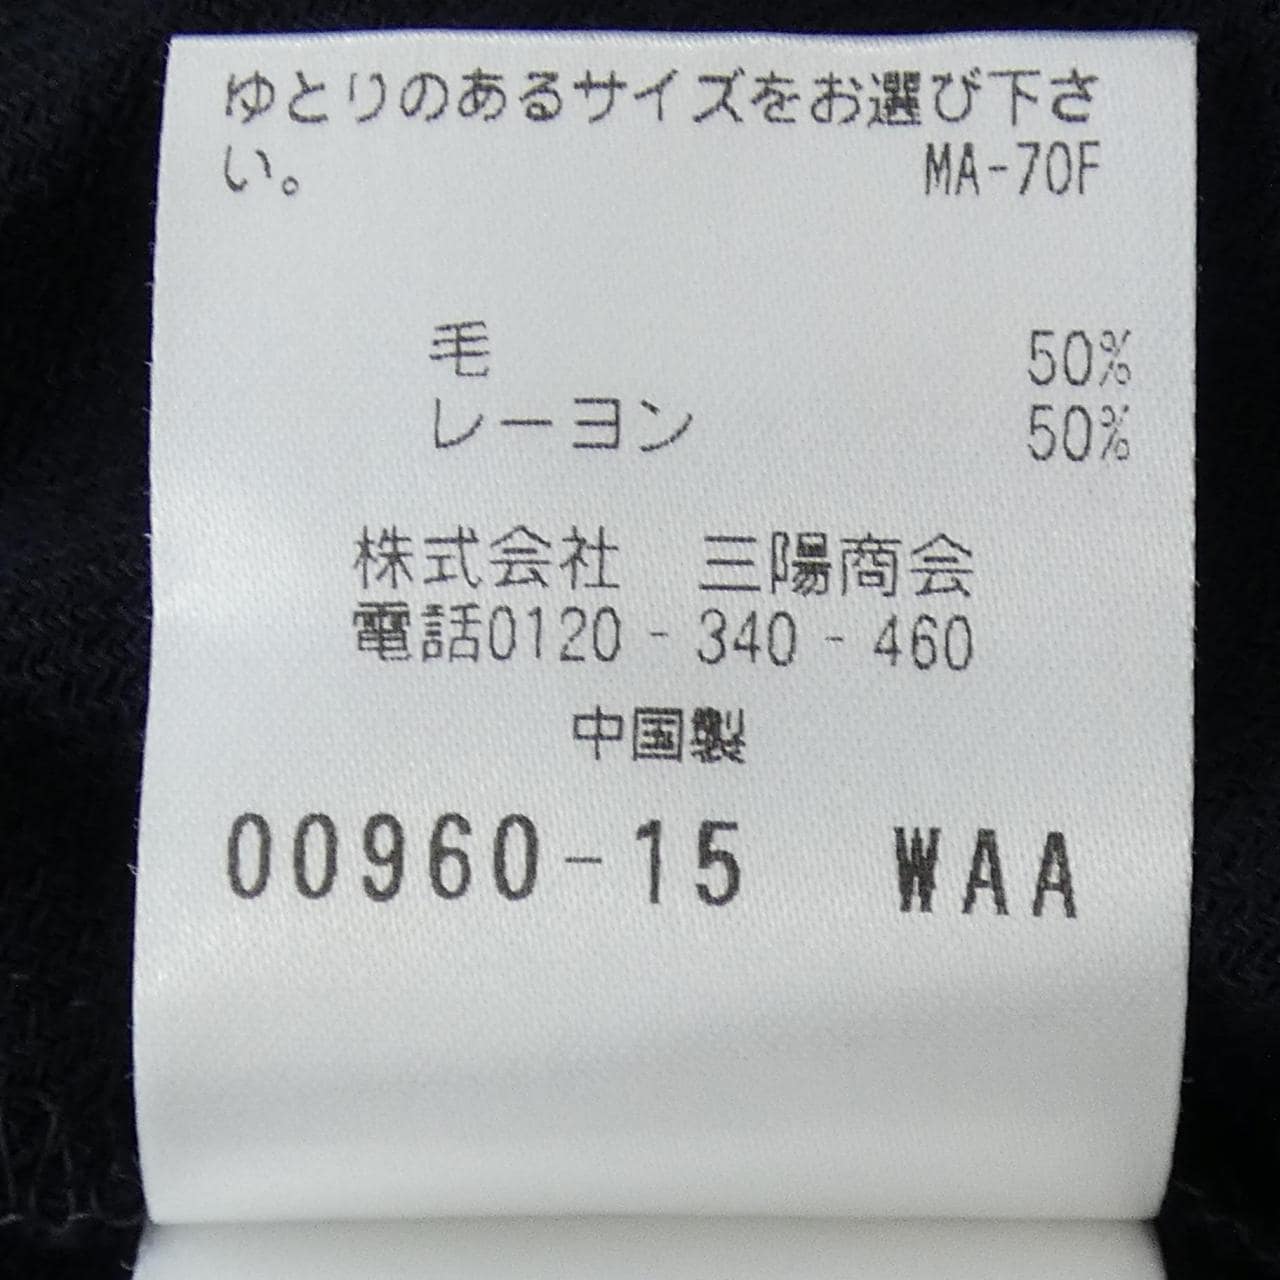 ゆとりのあるサイズをお選び下さ
い。 MA-70F
毛 50%
レーヨン 50%
株式会社 三陽商会
電話0120 - 340 - 460
中国製
00960-15 WAA